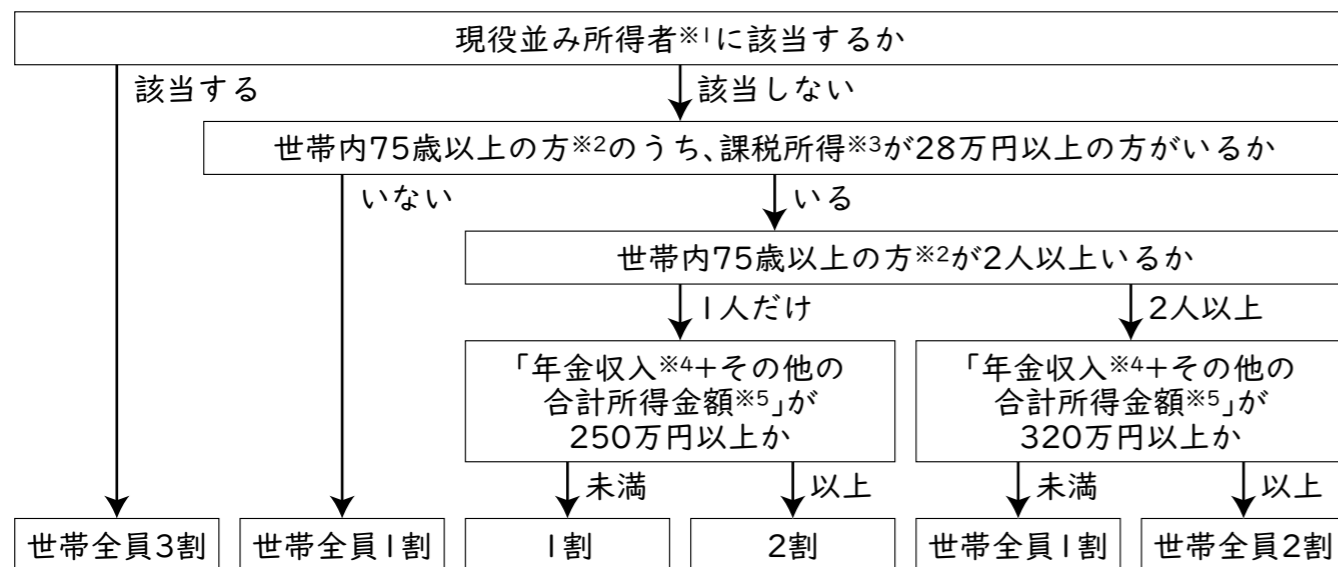 現役並み所得者※1に該当するか
該当する
該当しない
世帯内75歳以上の方※2のうち、課税所得※3が28万円以上の方がいるか
いない
いる
世帯内75歳以上の方※2が2人以上いるか
1人だけ
2人以上
「年金収入※4+その他の
合計所得金額※5」が
250万円以上か
「年金収入※4+その他の
合計所得金額※5」が
320万円以上か
未満
以上
未満
以上
世帯全員3割
世帯全員1割
1割
2割
世帯全員1割
世帯全員2割